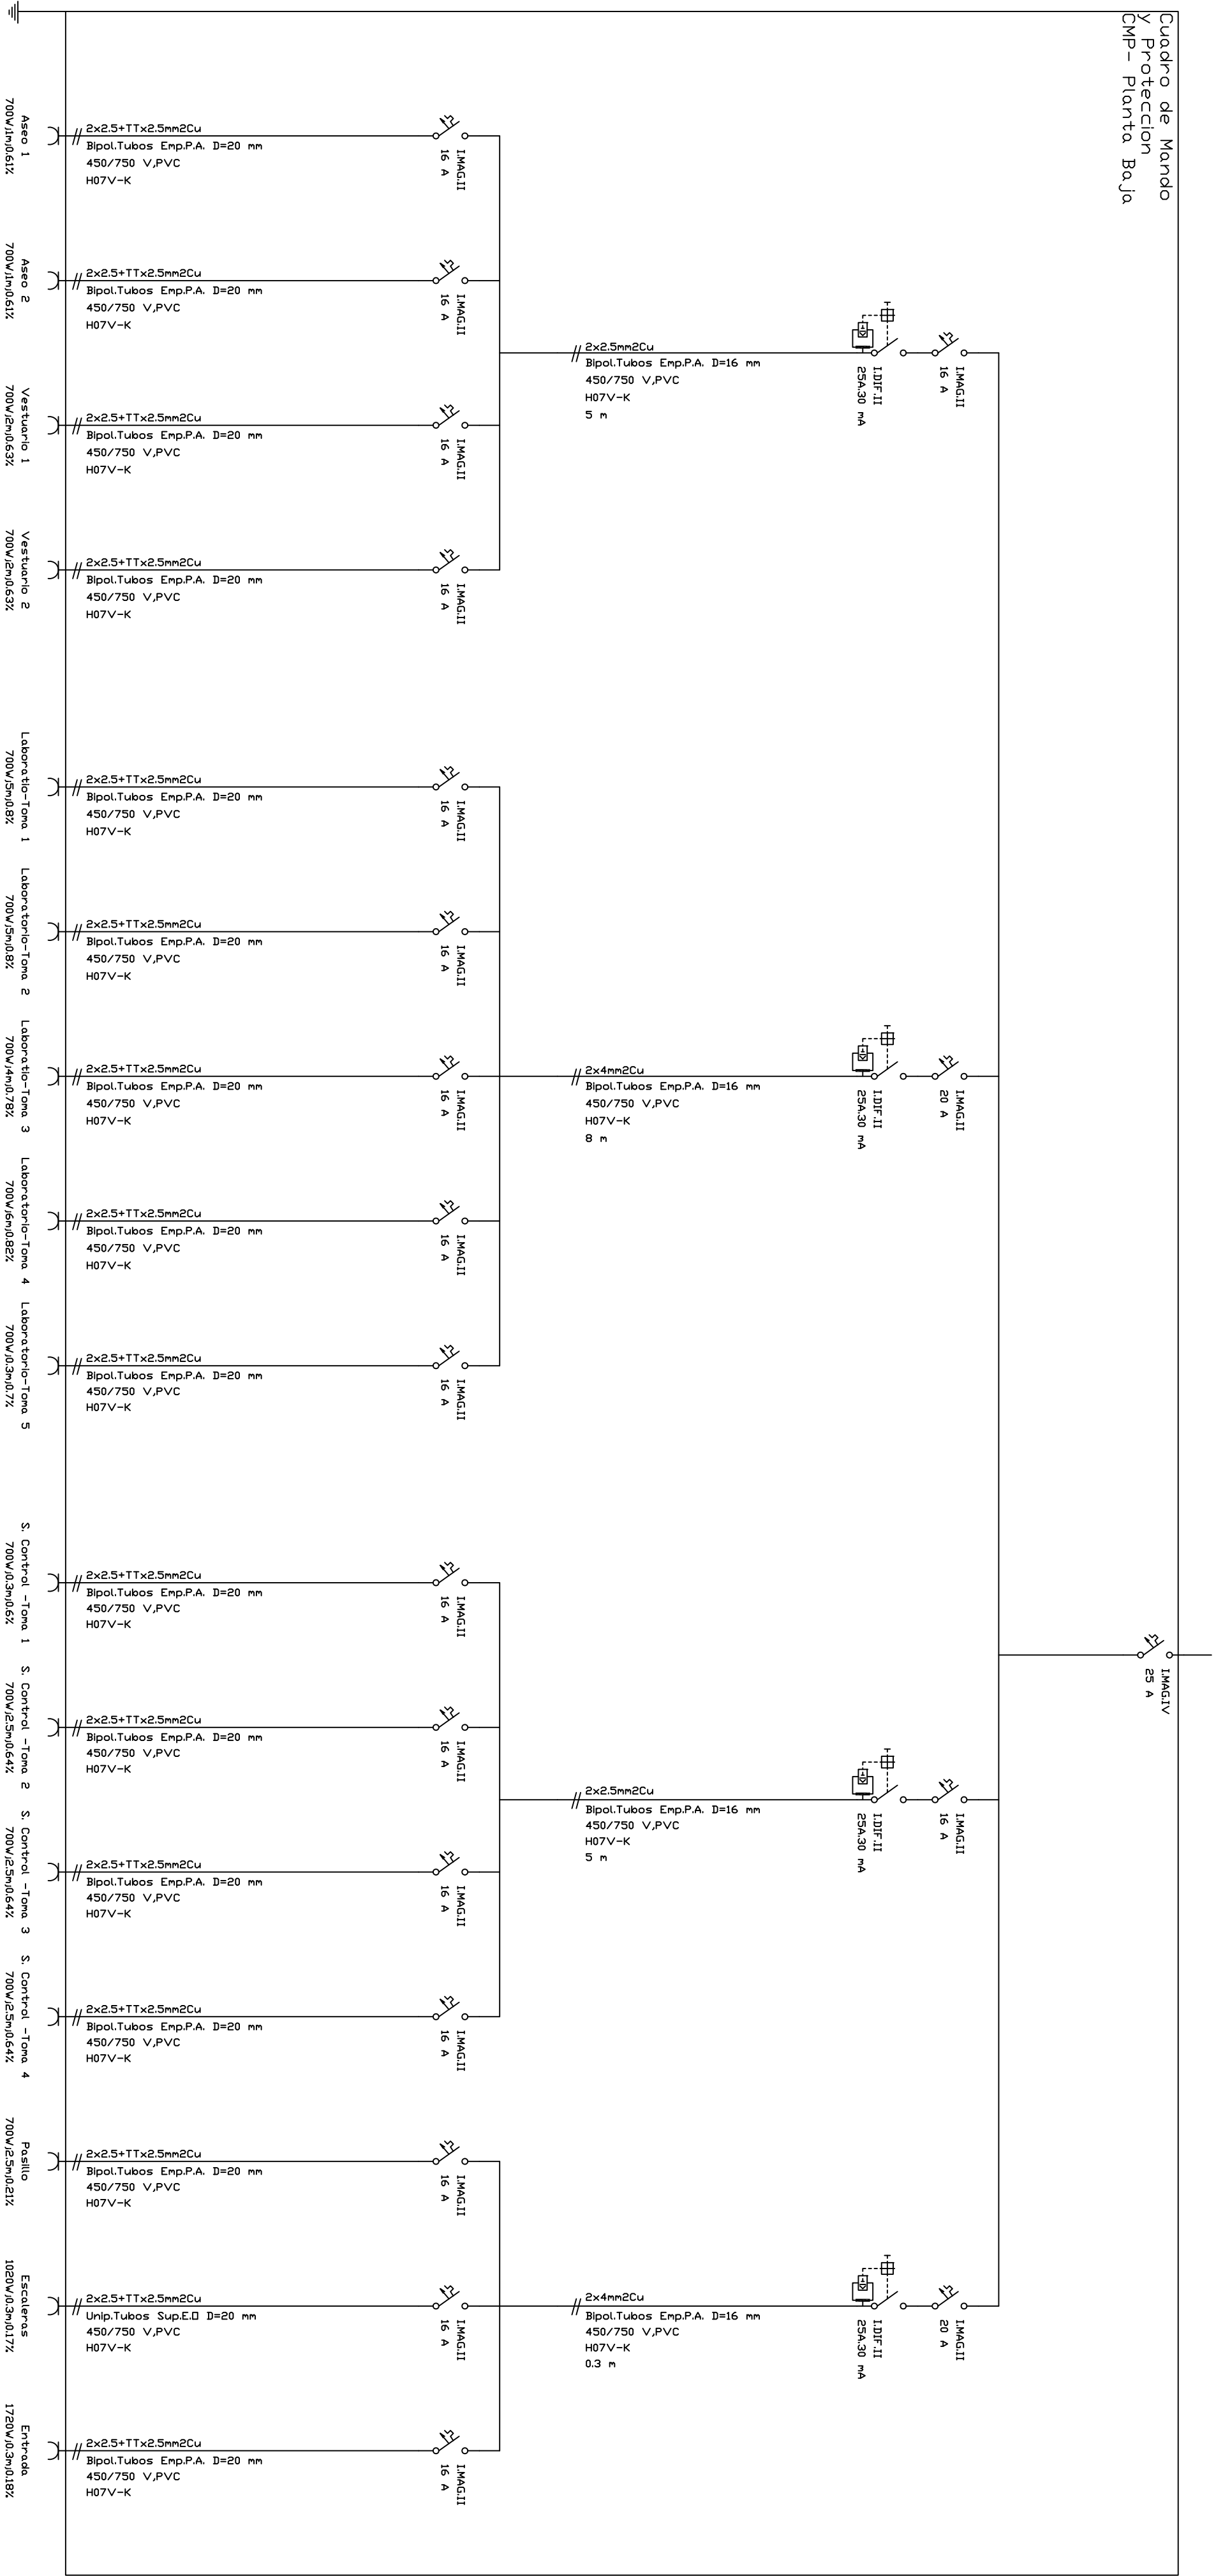 Cuadro de Mando
y Proteccion
CMP- Planta Baja
I.MAG.IV
25 A
I.MAG.II
16 A
I.DIF.II
25A.30 mA
2x2.5mm2Cu
Bipol.Tubos Emp.P.A. D=16 mm
450/750 V,PVC
H07V-K
5 m
I.MAG.II
16 A
2x2.5+TTx2.5mm2Cu
Bipol.Tubos Emp.P.A. D=20 mm
450/750 V,PVC
H07V-K
Aseo 1
700W;1m;0.61%
I.MAG.II
16 A
2x2.5+TTx2.5mm2Cu
Bipol.Tubos Emp.P.A. D=20 mm
450/750 V,PVC
H07V-K
Aseo 2
700W;1m;0.61%
I.MAG.II
16 A
2x2.5+TTx2.5mm2Cu
Bipol.Tubos Emp.P.A. D=20 mm
450/750 V,PVC
H07V-K
Vestuario 1
700W;2m;0.63%
I.MAG.II
16 A
2x2.5+TTx2.5mm2Cu
Bipol.Tubos Emp.P.A. D=20 mm
450/750 V,PVC
H07V-K
Vestuario 2
700W;2m;0.63%
I.MAG.II
20 A
I.DIF.II
25A.30 mA
2x4mm2Cu
Bipol.Tubos Emp.P.A. D=16 mm
450/750 V,PVC
H07V-K
8 m
I.MAG.II
16 A
2x2.5+TTx2.5mm2Cu
Bipol.Tubos Emp.P.A. D=20 mm
450/750 V,PVC
H07V-K
Laboratio-Toma 1
700W;5m;0.8%
I.MAG.II
16 A
2x2.5+TTx2.5mm2Cu
Bipol.Tubos Emp.P.A. D=20 mm
450/750 V,PVC
H07V-K
Laboratorio-Toma 2
700W;5m;0.8%
I.MAG.II
16 A
2x2.5+TTx2.5mm2Cu
Bipol.Tubos Emp.P.A. D=20 mm
450/750 V,PVC
H07V-K
Laboratio-Toma 3
700W;4m;0.78%
I.MAG.II
16 A
2x2.5+TTx2.5mm2Cu
Bipol.Tubos Emp.P.A. D=20 mm
450/750 V,PVC
H07V-K
Laboratorio-Toma 4
700W;6m;0.82%
I.MAG.II
16 A
2x2.5+TTx2.5mm2Cu
Bipol.Tubos Emp.P.A. D=20 mm
450/750 V,PVC
H07V-K
Laboratorio-Toma 5
700W;0.3m;0.7%
I.MAG.II
16 A
I.DIF.II
25A.30 mA
2x2.5mm2Cu
Bipol.Tubos Emp.P.A. D=16 mm
450/750 V,PVC
H07V-K
5 m
I.MAG.II
16 A
2x2.5+TTx2.5mm2Cu
Bipol.Tubos Emp.P.A. D=20 mm
450/750 V,PVC
H07V-K
S. Control -Toma 1
700W;0.3m;0.6%
I.MAG.II
16 A
2x2.5+TTx2.5mm2Cu
Bipol.Tubos Emp.P.A. D=20 mm
450/750 V,PVC
H07V-K
S. Control -Toma 2
700W;2.5m;0.64%
I.MAG.II
16 A
2x2.5+TTx2.5mm2Cu
Bipol.Tubos Emp.P.A. D=20 mm
450/750 V,PVC
H07V-K
S. Control -Toma 3
700W;2.5m;0.64%
I.MAG.II
16 A
2x2.5+TTx2.5mm2Cu
Bipol.Tubos Emp.P.A. D=20 mm
450/750 V,PVC
H07V-K
S. Control -Toma 4
700W;2.5m;0.64%
I.MAG.II
20 A
I.DIF.II
25A.30 mA
2x4mm2Cu
Bipol.Tubos Emp.P.A. D=16 mm
450/750 V,PVC
H07V-K
0.3 m
I.MAG.II
16 A
2x2.5+TTx2.5mm2Cu
Bipol.Tubos Emp.P.A. D=20 mm
450/750 V,PVC
H07V-K
Pasillo
700W;2.5m;0.21%
I.MAG.II
16 A
2x2.5+TTx2.5mm2Cu
Unip.Tubos Sup.E.O D=20 mm
450/750 V,PVC
H07V-K
Escaleras
1020W;0.3m;0.17%
I.MAG.II
16 A
2x2.5+TTx2.5mm2Cu
Bipol.Tubos Emp.P.A. D=20 mm
450/750 V,PVC
H07V-K
Entrada
1720W;0.3m;0.18%